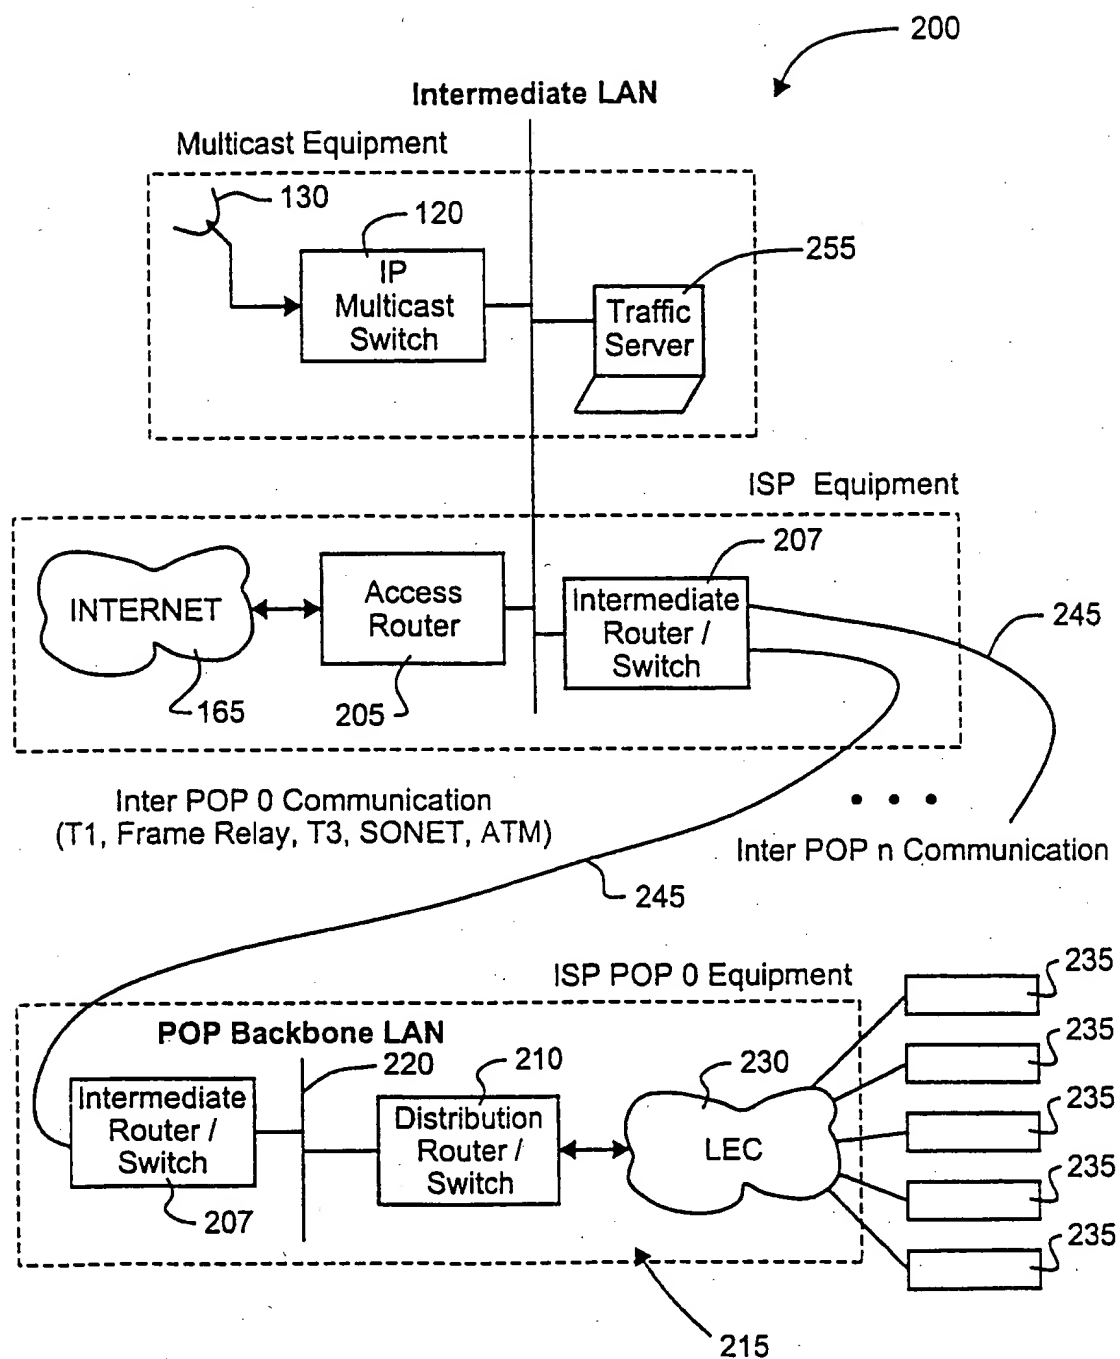 200
Intermediate LAN
Multicast Equipment
130
120
255
IP
Multicast
Switch
Traffic
Server
ISP Equipment
207
INTERNET
Access
Router
Intermediate
Router /
Switch
245
165
205
Inter POP 0 Communication
(T1, Frame Relay, T3, SONET, ATM)
Inter POP n Communication
245
ISP POP 0 Equipment
235
POP Backbone LAN
220
210
230
235
Intermediate
Router /
Switch
Distribution
Router /
Switch
LEC
235
235
207
235
215